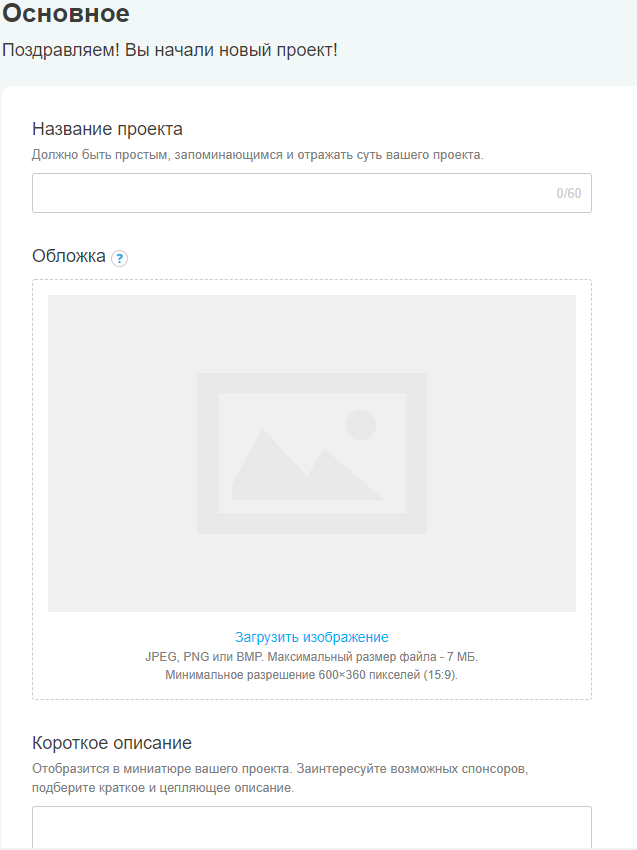 Основное
Поздравляем! Вы начали новый проект!
Название проекта
Должно быть простым, запоминающимся и отражать суть вашего проекта.
0/60
Обложка ?
Загрузить изображение
JPEG, PNG или BMP. Максимальный размер файла - 7 МБ.
Минимальное разрешение 600×360 пикселей (15:9).
Короткое описание
Отобразится в миниатюре вашего проекта. Заинтересуйте возможных спонсоров,
подберите краткое и цепляющее описание.